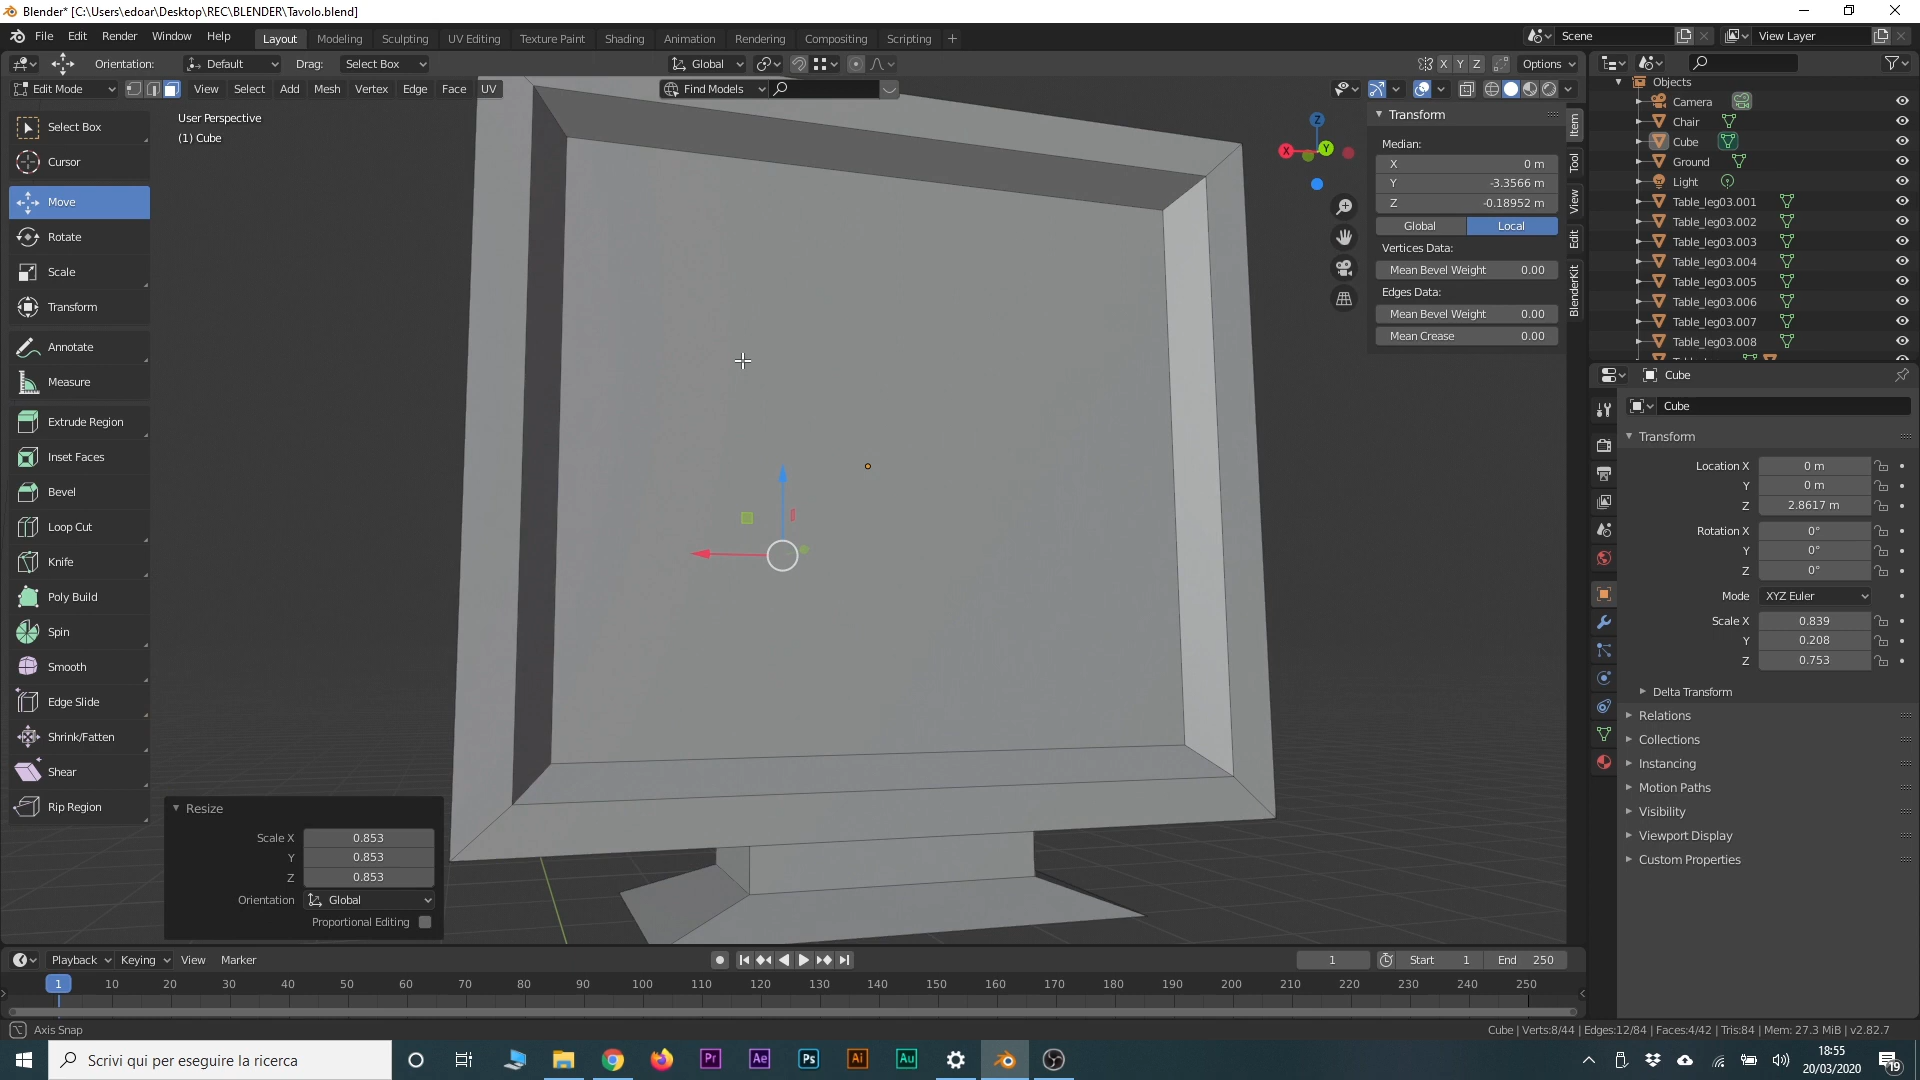 Blender* [C:\Users\edoar\Desktop\REC\BLENDER\Tavolo.blend]
File Edit Render Window Help Layout Modeling Sculpting UV Editing Texture Paint Shading Animation Rendering Compositing Scripting + Scene View Layer
Orientation: Default Drag: Select Box Global X Y Z Options
Edit Mode View Select Add Mesh Vertex Edge Face UV Find Models
User Perspective
(1) Cube
Select Box
Cursor
Move
Rotate
Scale
Transform
Annotate
Measure
Extrude Region
Inset Faces
Bevel
Loop Cut
Knife
Poly Build
Spin
Smooth
Edge Slide
Shrink/Fatten
Shear
Rip Region
Resize
Scale X 0.853
Y 0.853
Z 0.853
Orientation Global
Proportional Editing
Z
X Y
Transform
Median:
X 0 m
Y -3.3566 m
Z -0.18952 m
Global Local
Vertices Data:
Mean Bevel Weight 0.00
Edges Data:
Mean Bevel Weight 0.00
Mean Crease 0.00
Item
Tool
View
Edit
BlenderKit
Objects
Camera
Chair
Cube
Ground
Light
Table_leg03.001
Table_leg03.002
Table_leg03.003
Table_leg03.004
Table_leg03.005
Table_leg03.006
Table_leg03.007
Table_leg03.008
Cube
Cube
Transform
Location X 0 m
Y 0 m
Z 2.8617 m
Rotation X 0°
Y 0°
Z 0°
Mode XYZ Euler
Scale X 0.839
Y 0.208
Z 0.753
Delta Transform
Relations
Collections
Instancing
Motion Paths
Visibility
Viewport Display
Custom Properties
Playback Keying View Marker 1 Start 1 End 250
1 10 20 30 40 50 60 70 80 90 100 110 120 130 140 150 160 170 180 190 200 210 220 230 240 250
Axis Snap
Cube | Verts:8/44 | Edges:12/84 | Faces:4/42 | Tris:84 | Mem: 27.3 MiB | v2.82.7
Scrivi qui per eseguire la ricerca
Pr Ae Ps Ai Au
18:55
20/03/2020
19